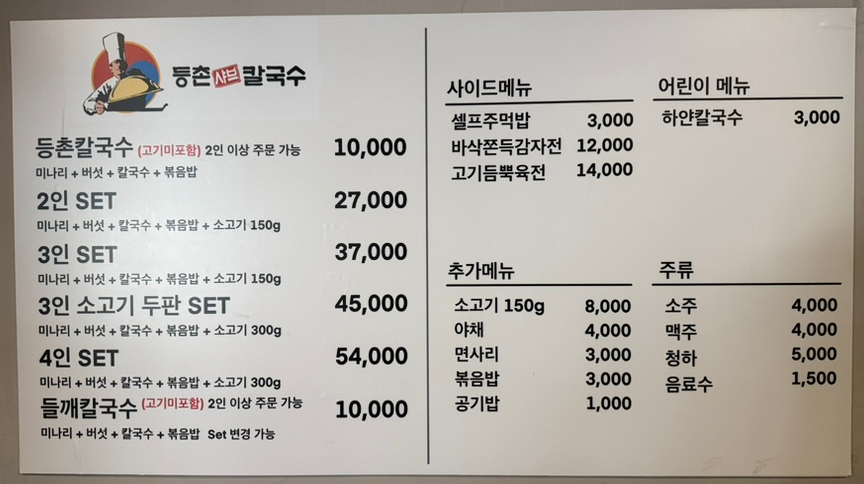 등촌샤브칼국수
등촌칼국수 (고기미포함) 2인 이상 주문 가능 10,000
미나리 + 버섯 + 칼국수 + 볶음밥
2인 SET 27,000
미나리 + 버섯 + 칼국수 + 볶음밥 + 소고기 150g
3인 SET 37,000
미나리 + 버섯 + 칼국수 + 볶음밥 + 소고기 150g
3인 소고기 두판 SET 45,000
미나리 + 버섯 + 칼국수 + 볶음밥 + 소고기 300g
4인 SET 54,000
미나리 + 버섯 + 칼국수 + 볶음밥 + 소고기 300g
들깨칼국수 (고기미포함) 2인 이상 주문 가능 10,000
미나리 + 버섯 + 칼국수 + 볶음밥 Set 변경 가능
사이드메뉴
셀프주먹밥 3,000
바삭쫀득감자전 12,000
고기듬뿍육전 14,000
어린이 메뉴
하얀칼국수 3,000
추가메뉴
소고기 150g 8,000
야채 4,000
면사리 3,000
볶음밥 3,000
공기밥 1,000
주류
소주 4,000
맥주 4,000
청하 5,000
음료수 1,500